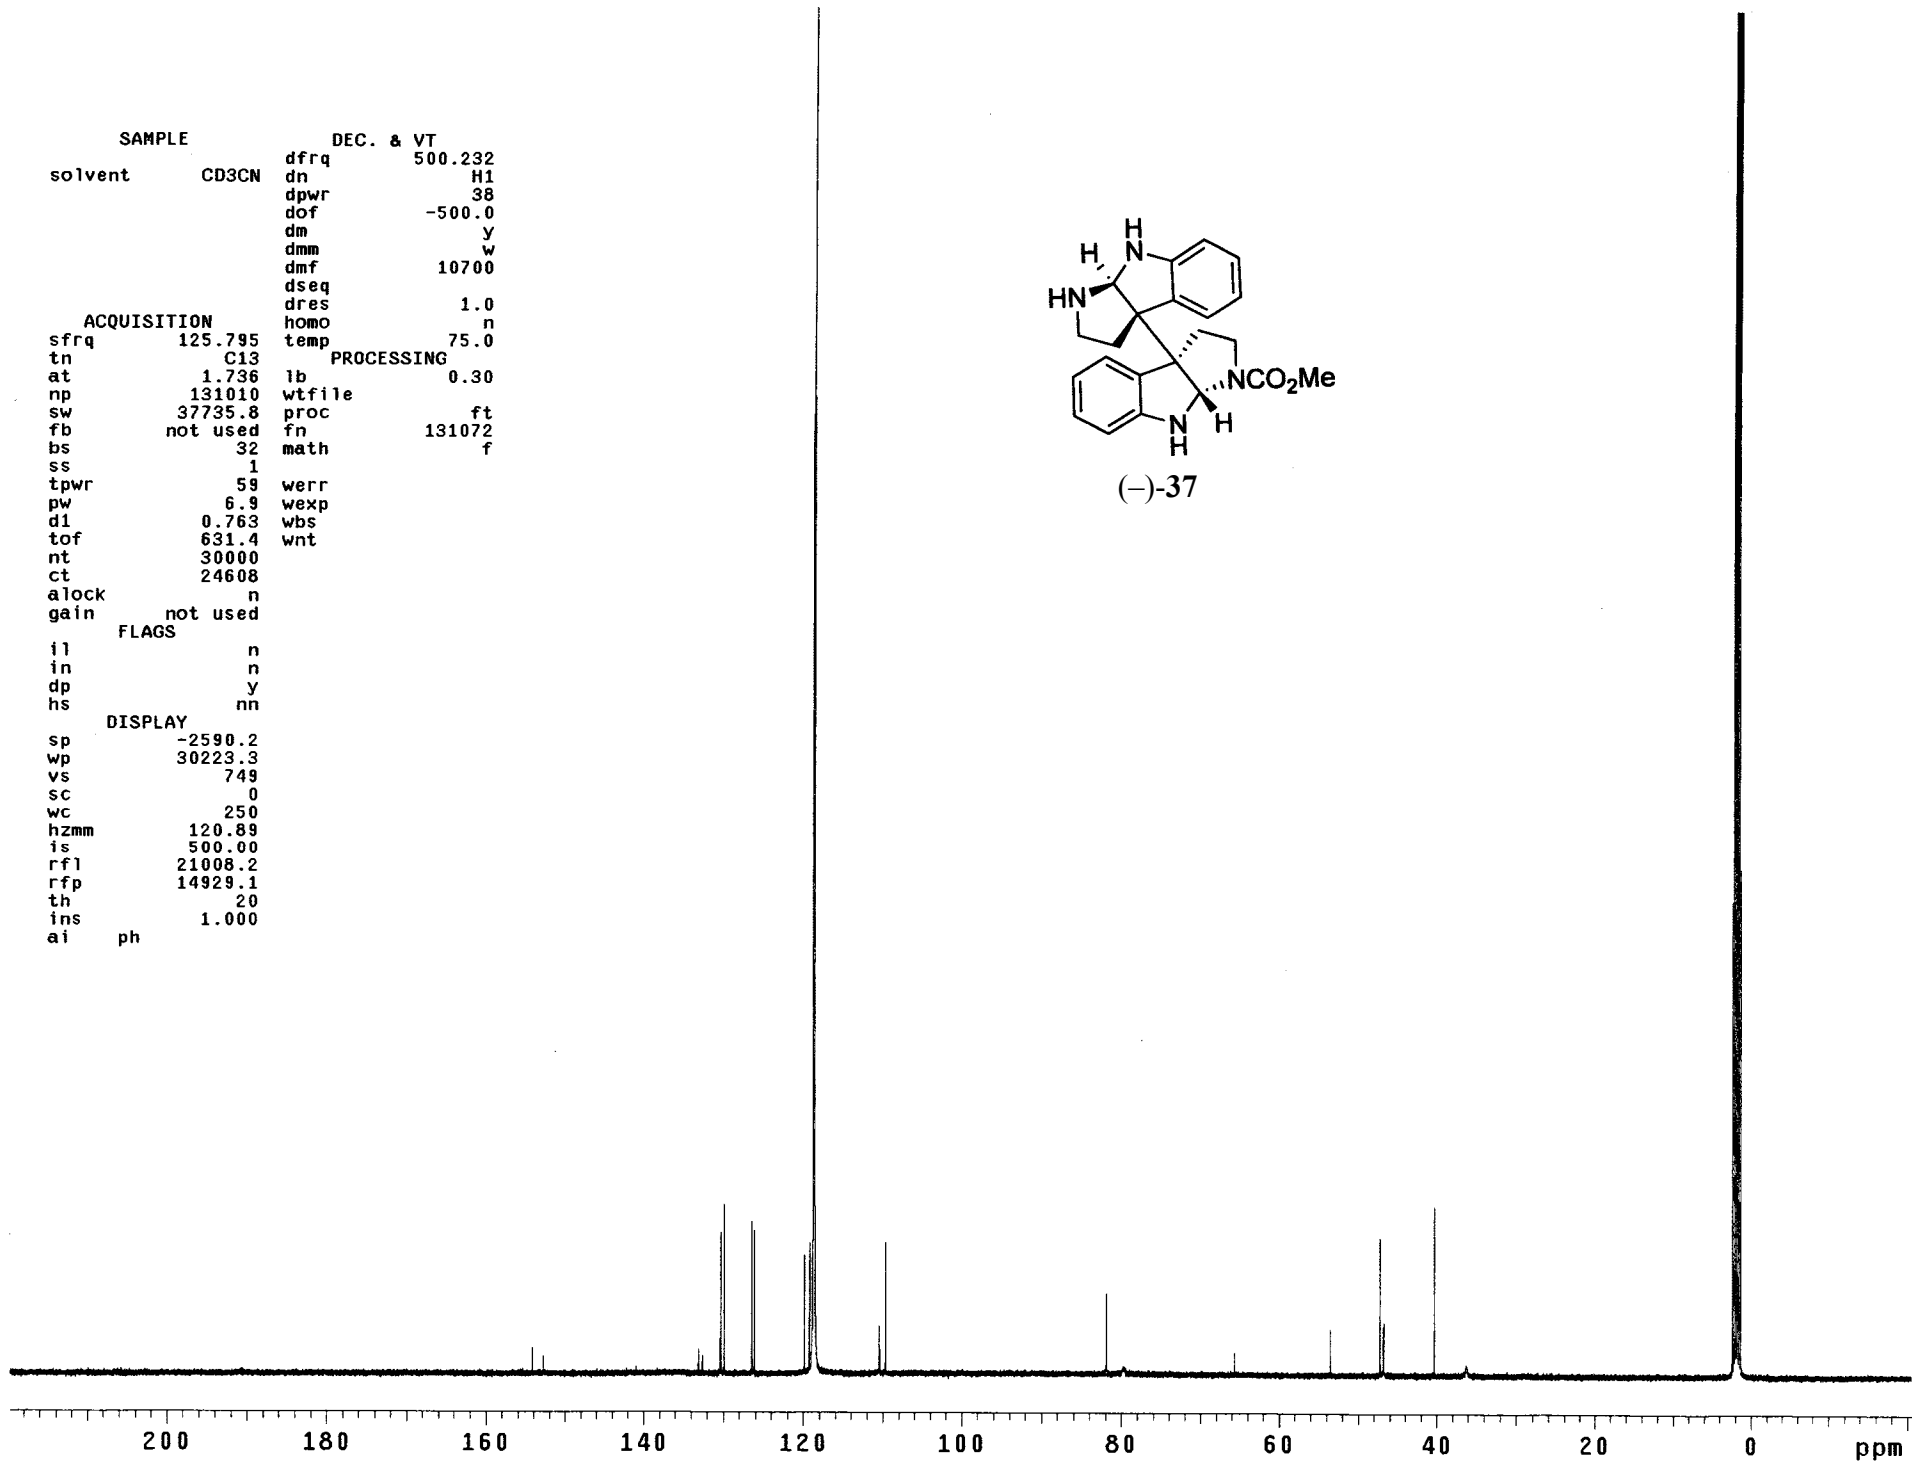 SAMPLE
solvent CD3CN
ACQUISITION
sfrq 125.795
tn C13
at 1.736
np 131010
sw 37735.8
fb not used
bs 32
ss 1
tpwr 59
pw 6.9
d1 0.763
tof 631.4
nt 30000
ct 24608
alock n
gain not used
FLAGS
il n
in n
dp y
hs nn
DISPLAY
sp -2590.2
wp 30223.3
vs 749
sc 0
wc 250
hzmm 120.89
is 500.00
rfl 21008.2
rfp 14929.1
th 20
ins 1.000
ai ph
DEC. & VT
dfrq 500.232
dn H1
dpwr 38
dof -500.0
dm y
dmm w
dmf 10700
dseq
dres 1.0
homo n
temp 75.0
PROCESSING
lb 0.30
wtfile
proc ft
fn 131072
math f
werr
wexp
wbs
wnt
H
H N
HN
NCO2Me
N H
H
(–)-37
200 180 160 140 120 100 80 60 40 20 0 ppm